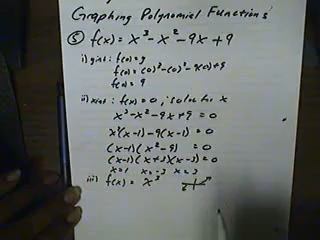 Graphing Polynomial Functions
⑤ f(x) = x³ - x² - 9x + 9
i) y int: f(0) = y
f(0) = (0)³ - (0)² - 9(0) + 9
f(0) = 9
ii) x int: f(x) = 0, solve for x
x³ - x² - 9x + 9 = 0
x²(x-1) - 9(x-1) = 0
(x-1)(x²-9) = 0
(x-1)(x+3)(x-3) = 0
x=1 x=-3 x=3
iii) f(x) = x³